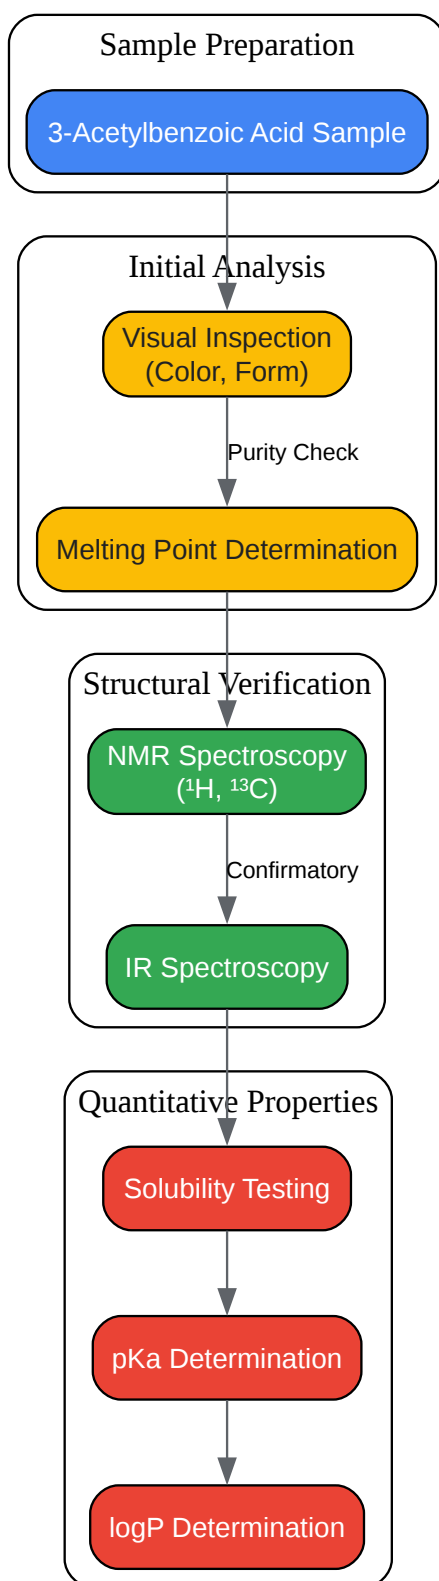 Sample Preparation
3-Acetylbenzoic Acid Sample
Initial Analysis
Visual Inspection
(Color, Form)
Purity Check
Melting Point Determination
Structural Verification
NMR Spectroscopy
(¹H, ¹³C)
Confirmatory
IR Spectroscopy
Quantitative Properties
Solubility Testing
pKa Determination
logP Determination